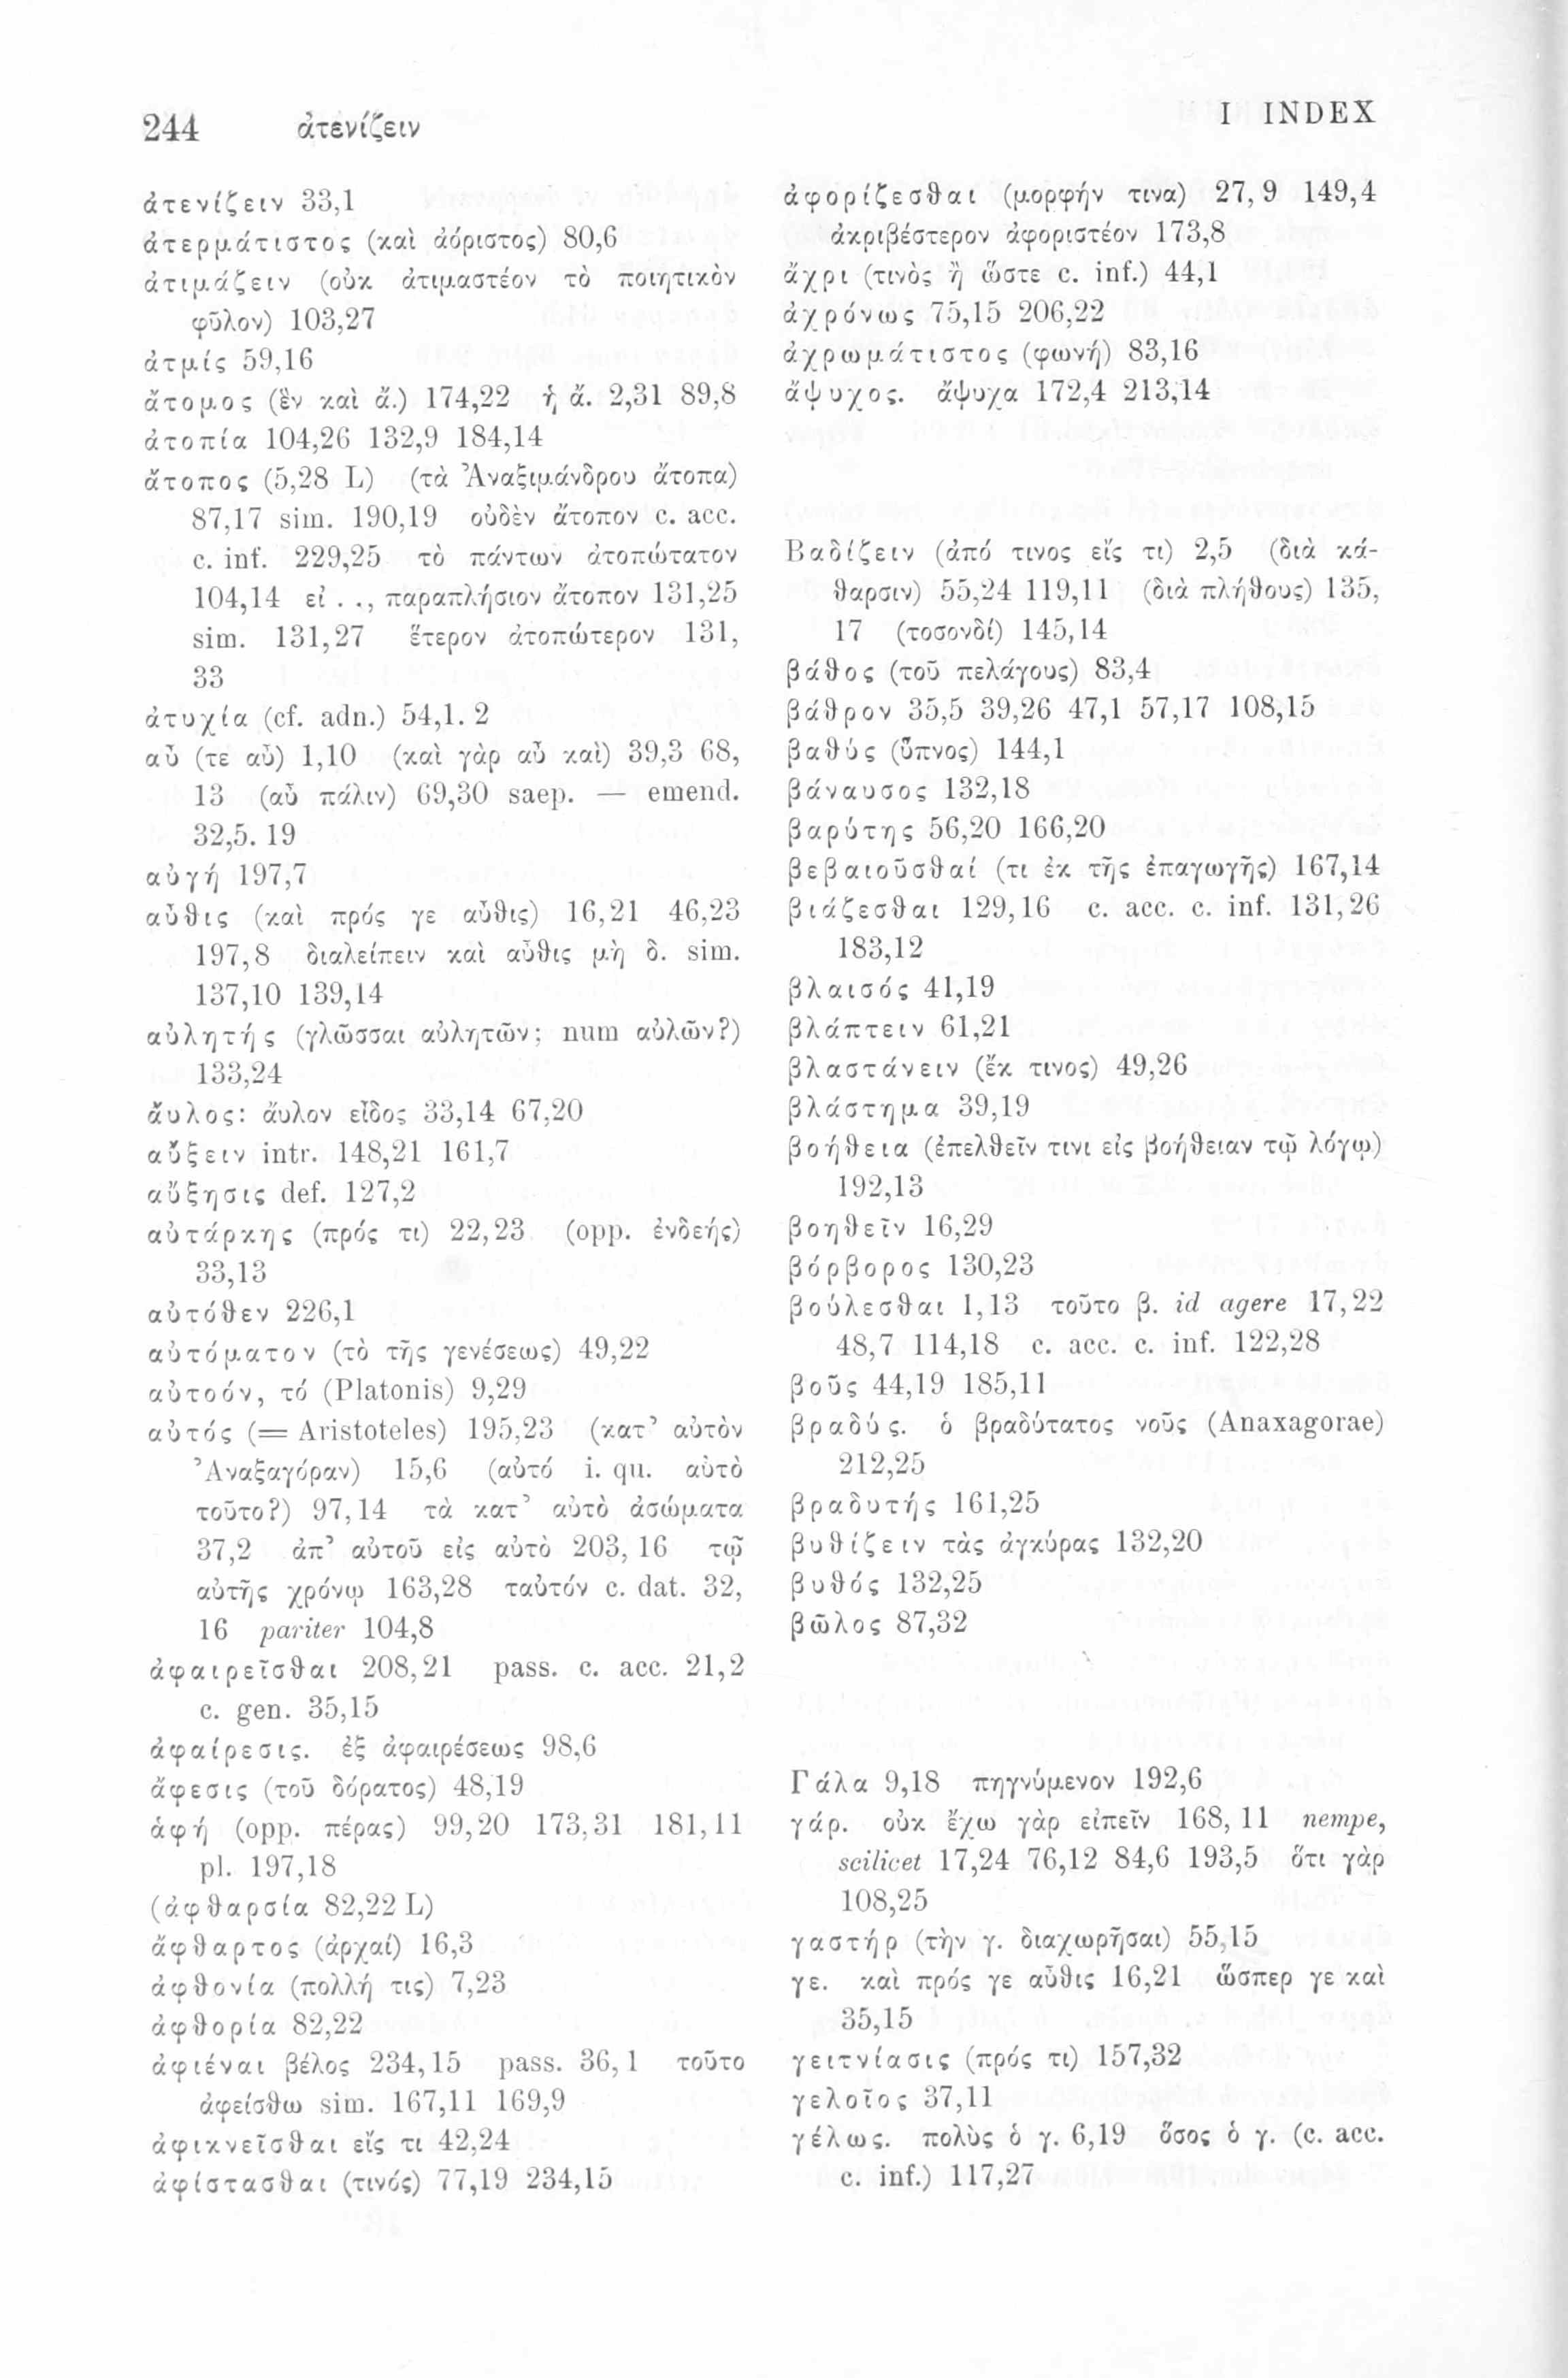 244 ἀτενίζειν I INDEX
ἀτενίζειν 33,1
ἀτερμάτιστος (καὶ ἀόριστος) 80,6
ἀτιμάζειν (οὐκ ἀτιμαστέον τὸ ποιητικὸν
φῦλον) 103,27
ἀτμίς 59,16
ἄτομος (ἓν καὶ ἄ.) 174,22 ἡ ἄ. 2,31 89,8
ἀτοπία 104,26 132,9 184,14
ἄτοπος (5,28 L) (τὰ Ἀναξιμάνδρου ἄτοπα)
87,17 sim. 190,19 οὐδὲν ἄτοπον c. acc.
c. inf. 229,25 τὸ πάντων ἀτοπώτατον
104,14 εἰ . ., παραπλήσιον ἄτοπον 131,25
sim. 131,27 ἕτερον ἀτοπώτερον 131,
33
ἀτυχία (cf. adn.) 54,1. 2
αὖ (τε αὖ) 1,10 (καὶ γὰρ αὖ καὶ) 39,3 68,
13 (αὖ πάλιν) 69,30 saep. — emend.
32,5. 19
αὐγή 197,7
αὖθις (καὶ πρός γε αὖθις) 16,21 46,23
197,8 διαλείπειν καὶ αὖθις μὴ δ. sim.
137,10 139,14
αὐλητής (γλῶσσαι αὐλητῶν; num αὐλῶν?)
133,24
ἄυλος: ἄυλον εἶδος 33,14 67,20
αὔξειν intr. 148,21 161,7
αὔξησις def. 127,2
αὐτάρκης (πρός τι) 22,23 (opp. ἐνδεής)
33,13
αὐτόθεν 226,1
αὐτόματον (τὸ τῆς γενέσεως) 49,22
αὐτοόν, τό (Platonis) 9,29
αὐτός (= Aristoteles) 195,23 (κατ’ αὐτὸν
Ἀναξαγόραν) 15,6 (αὐτό i. qu. αὐτὸ
τοῦτο?) 97,14 τὰ κατ’ αὐτὸ ἀσώματα
37,2 ἀπ’ αὐτοῦ εἰς αὐτὸ 203, 16 τῷ
αὐτῆς χρόνῳ 163,28 ταὐτόν c. dat. 32,
16 pariter 104,8
ἀφαιρεῖσθαι 208,21 pass. c. acc. 21,2
c. gen. 35,15
ἀφαίρεσις. ἐξ ἀφαιρέσεως 98,6
ἄφεσις (τοῦ δόρατος) 48,19
ἁφή (opp. πέρας) 99,20 173,31 181,11
pl. 197,18
(ἀφθαρσία 82,22 L)
ἄφθαρτος (ἀρχαί) 16,3
ἀφθονία (πολλή τις) 7,23
ἀφθορία 82,22
ἀφιέναι βέλος 234,15 pass. 36,1 τοῦτο
ἀφείσθω sim. 167,11 169,9
ἀφικνεῖσθαι εἴς τι 42,24
ἀφίστασθαι (τινός) 77,19 234,15
ἀφορίζεσθαι (μορφήν τινα) 27,9 149,4
ἀκριβέστερον ἀφοριστέον 173,8
ἄχρι (τινὸς ἢ ὥστε c. inf.) 44,1
ἀχρόνως 75,15 206,22
ἀχρωμάτιστος (φωνή) 83,16
ἄψυχος. ἄψυχα 172,4 213,14
Βαδίζειν (ἀπό τινος εἴς τι) 2,5 (διὰ κά-
θαρσιν) 55,24 119,11 (διὰ πλήθους) 135,
17 (τοσονδί) 145,14
βάθος (τοῦ πελάγους) 83,4
βάθρον 35,5 39,26 47,1 57,17 108,15
βαθύς (ὕπνος) 144,1
βάναυσος 132,18
βαρύτης 56,20 166,20
βεβαιοῦσθαί (τι ἐκ τῆς ἐπαγωγῆς) 167,14
βιάζεσθαι 129,16 c. acc. c. inf. 131,26
183,12
βλαισός 41,19
βλάπτειν 61,21
βλαστάνειν (ἔκ τινος) 49,26
βλάστημα 39,19
βοήθεια (ἐπελθεῖν τινι εἰς βοήθειαν τῷ λόγῳ)
192,13
βοηθεῖν 16,29
βόρβορος 130,23
βούλεσθαι 1,13 τοῦτο β. id agere 17,22
48,7 114,18 c. acc. c. inf. 122,28
βοῦς 44,19 185,11
βραδύς. ὁ βραδύτατος νοῦς (Anaxagorae)
212,25
βραδυτής 161,25
βυθίζειν τὰς ἀγκύρας 132,20
βυθός 132,25
βῶλος 87,32
Γάλα 9,18 πηγνύμενον 192,6
γάρ. οὐκ ἔχω γὰρ εἰπεῖν 168, 11 nempe,
scilicet 17,24 76,12 84,6 193,5 ὅτι γὰρ
108,25
γαστήρ (τὴν γ. διαχωρῆσαι) 55,15
γε. καὶ πρός γε αὖθις 16,21 ὥσπερ γε καὶ
35,15
γειτνίασις (πρός τι) 157,32
γελοῖος 37,11
γέλως. πολὺς ὁ γ. 6,19 ὅσος ὁ γ. (c. acc.
c. inf.) 117,27